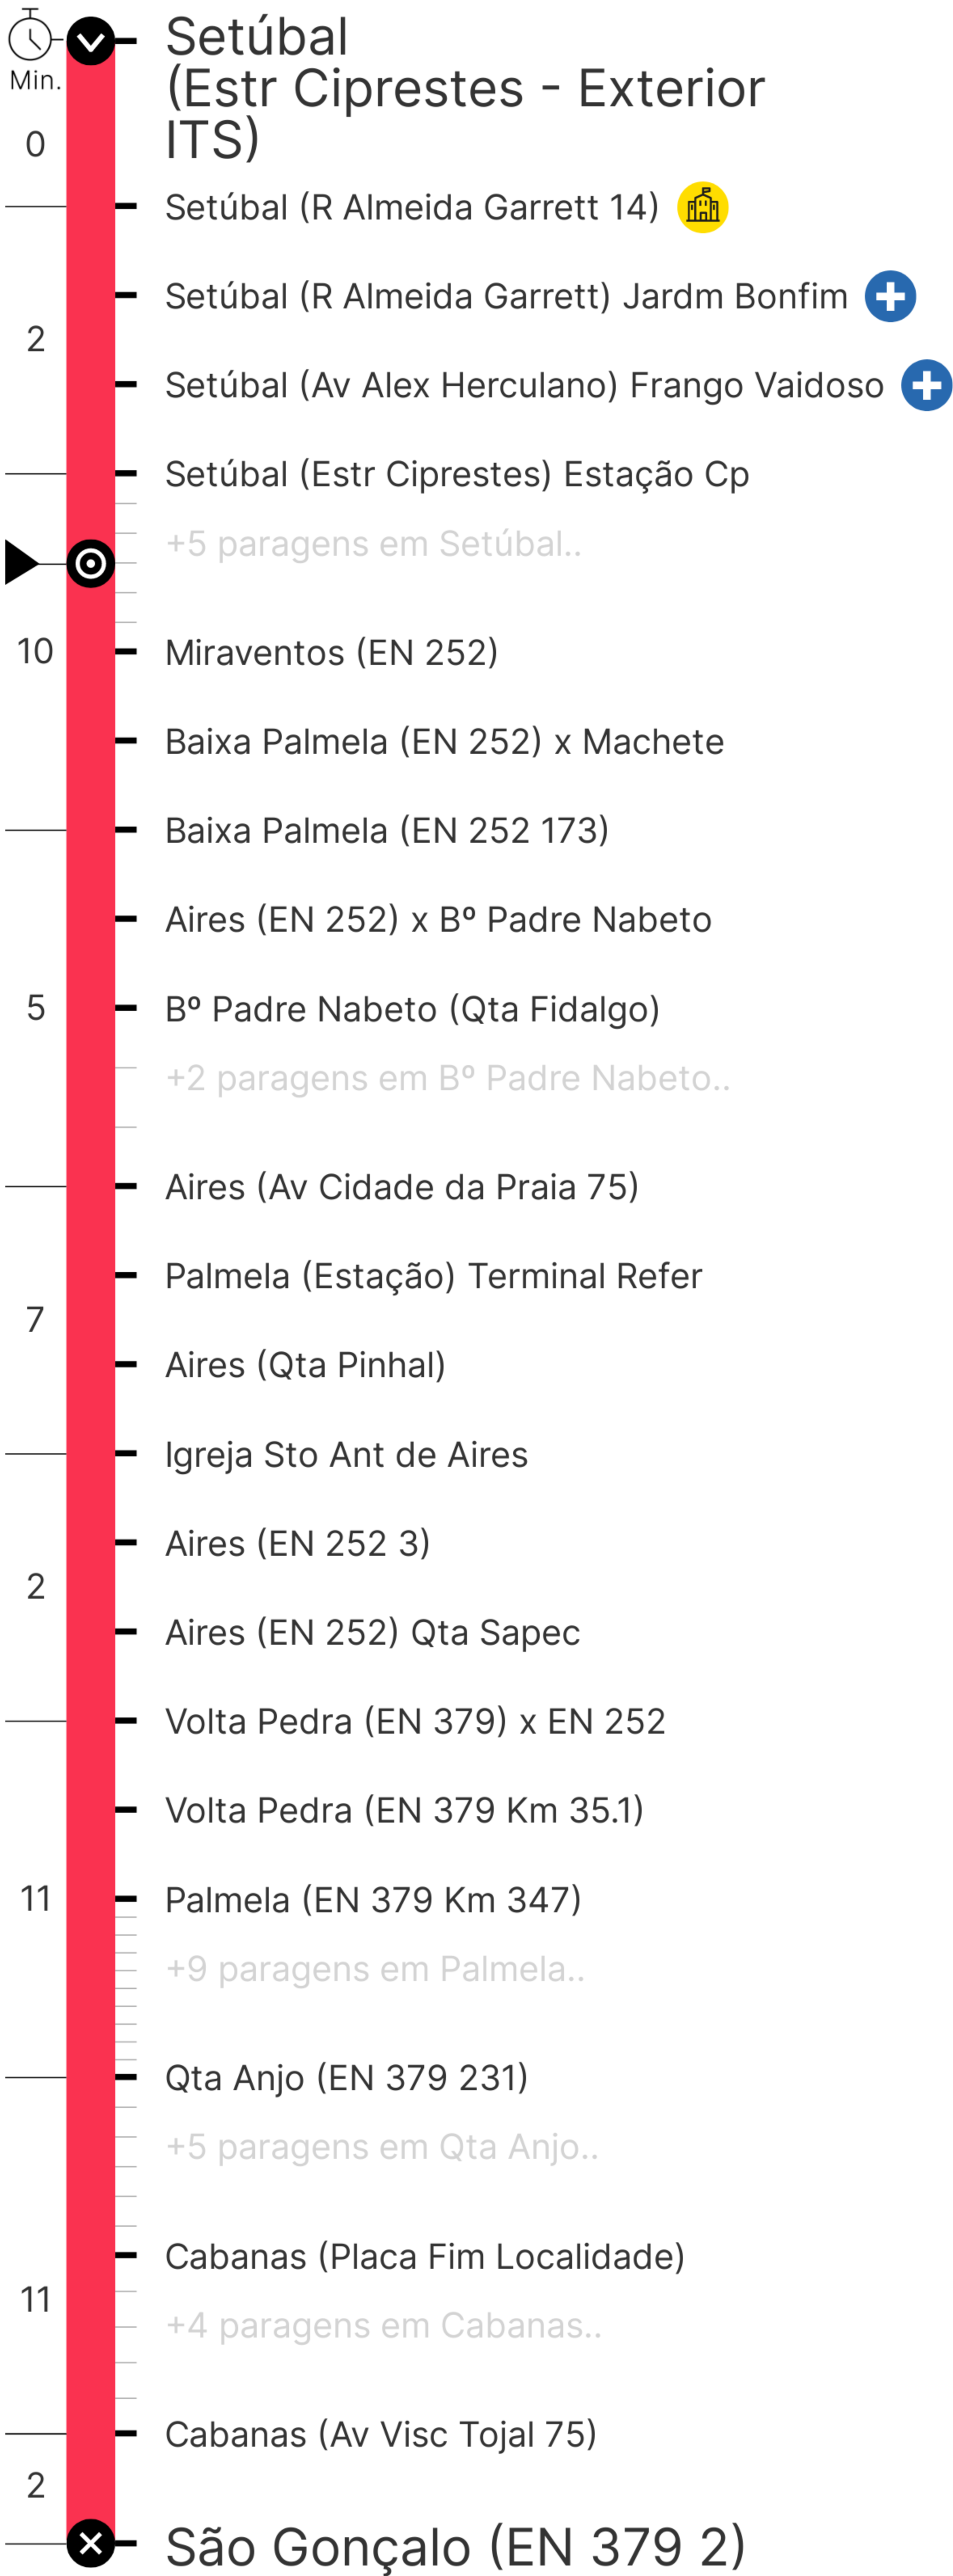 Setúbal
(Estr Ciprestes - Exterior
ITS)
Min.
0
Setúbal (R Almeida Garrett 14)
Setúbal (R Almeida Garrett) Jardm Bonfim
2
Setúbal (Av Alex Herculano) Frango Vaidoso
Setúbal (Estr Ciprestes) Estação Cp
+5 paragens em Setúbal..
10
Miraventos (EN 252)
Baixa Palmela (EN 252) x Machete
Baixa Palmela (EN 252 173)
Aires (EN 252) x Bº Padre Nabeto
5
Bº Padre Nabeto (Qta Fidalgo)
+2 paragens em Bº Padre Nabeto..
Aires (Av Cidade da Praia 75)
Palmela (Estação) Terminal Refer
7
Aires (Qta Pinhal)
Igreja Sto Ant de Aires
Aires (EN 252 3)
2
Aires (EN 252) Qta Sapec
Volta Pedra (EN 379) x EN 252
Volta Pedra (EN 379 Km 35.1)
11
Palmela (EN 379 Km 347)
+9 paragens em Palmela..
Qta Anjo (EN 379 231)
+5 paragens em Qta Anjo..
Cabanas (Placa Fim Localidade)
11
+4 paragens em Cabanas..
Cabanas (Av Visc Tojal 75)
2
São Gonçalo (EN 379 2)